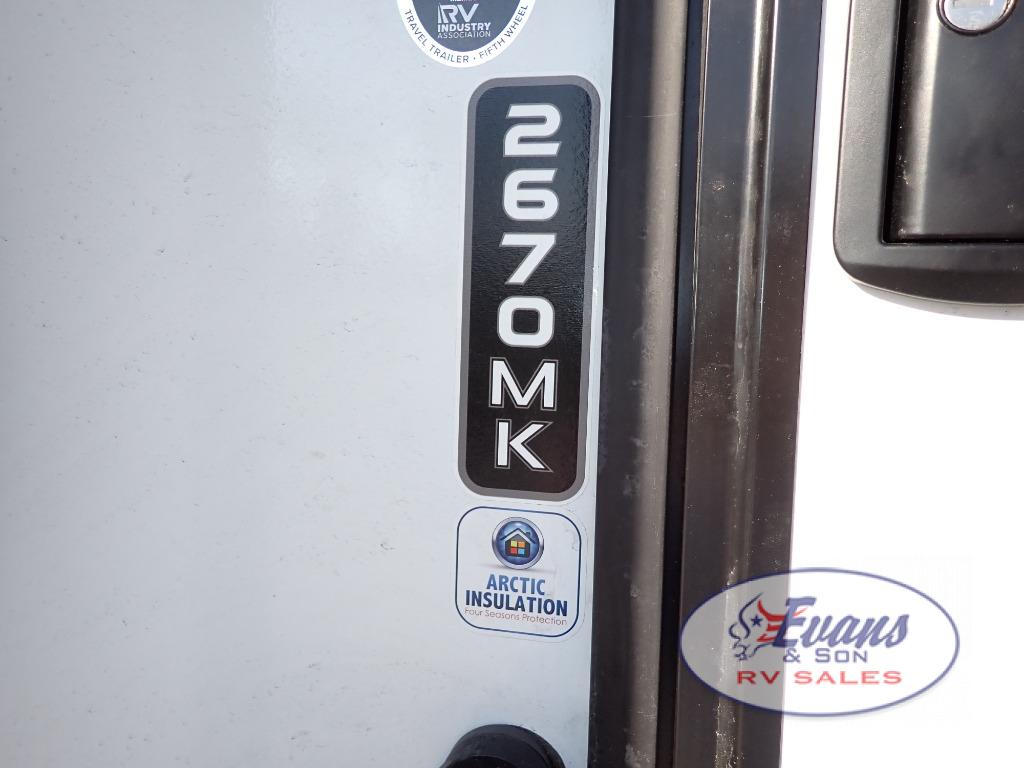 RV
INDUSTRY
ASSOCIATION
TRAVEL TRAILER • FIFTH WHEEL
2670MK
ARCTIC
INSULATION
Four Seasons Protection
Evans
& SON
RV SALES